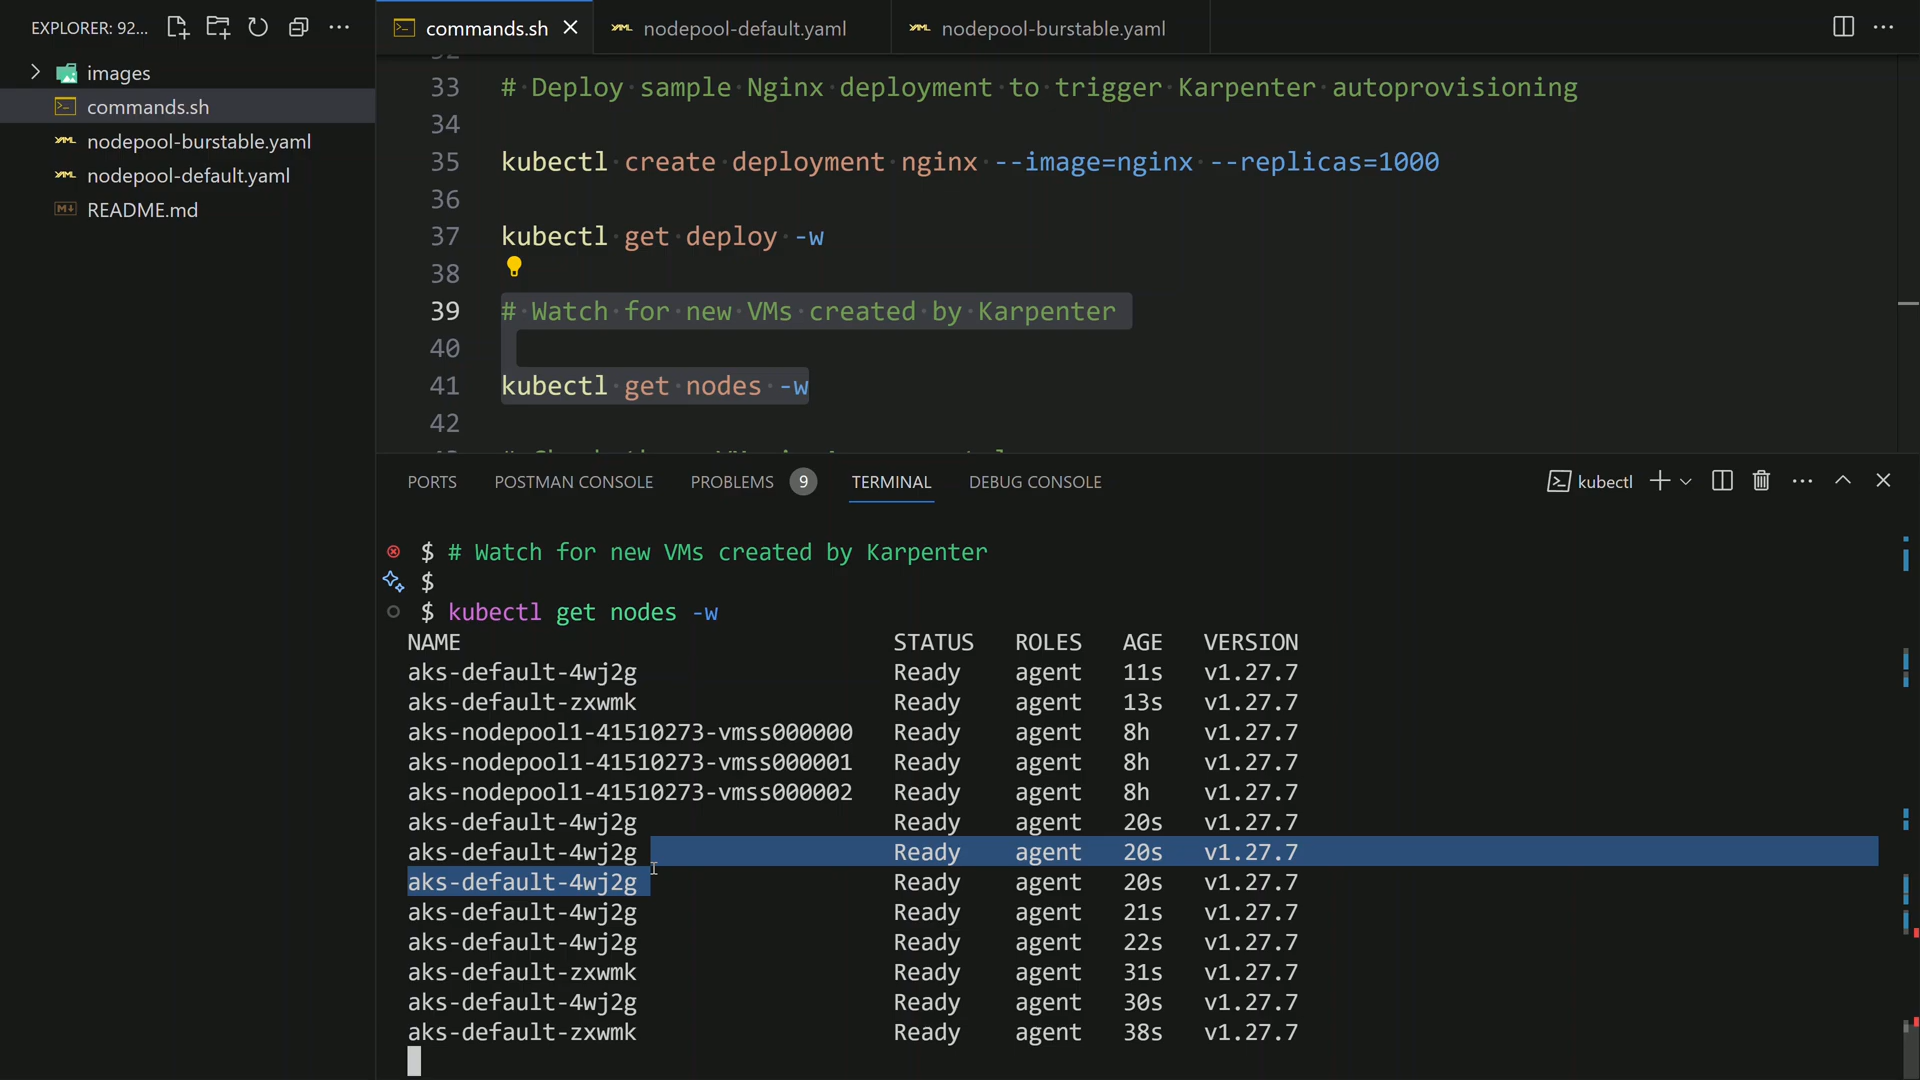 EXPLORER: 92...
images
commands.sh
nodepool-burstable.yaml
nodepool-default.yaml
README.md
commands.sh
nodepool-default.yaml
nodepool-burstable.yaml
33 # Deploy sample Nginx deployment to trigger Karpenter autoprovisioning
34
35 kubectl create deployment nginx --image=nginx --replicas=1000
36
37 kubectl get deploy -w
38
39 # Watch for new VMs created by Karpenter
40
41 kubectl get nodes -w
42
PORTS POSTMAN CONSOLE PROBLEMS 9 TERMINAL DEBUG CONSOLE kubectl
$ # Watch for new VMs created by Karpenter
$
$ kubectl get nodes -w
NAME STATUS ROLES AGE VERSION
aks-default-4wj2g Ready agent 11s v1.27.7
aks-default-zxwmk Ready agent 13s v1.27.7
aks-nodepool1-41510273-vmss000000 Ready agent 8h v1.27.7
aks-nodepool1-41510273-vmss000001 Ready agent 8h v1.27.7
aks-nodepool1-41510273-vmss000002 Ready agent 8h v1.27.7
aks-default-4wj2g Ready agent 20s v1.27.7
aks-default-4wj2g Ready agent 20s v1.27.7
aks-default-4wj2g Ready agent 20s v1.27.7
aks-default-4wj2g Ready agent 21s v1.27.7
aks-default-4wj2g Ready agent 22s v1.27.7
aks-default-zxwmk Ready agent 31s v1.27.7
aks-default-4wj2g Ready agent 30s v1.27.7
aks-default-zxwmk Ready agent 38s v1.27.7